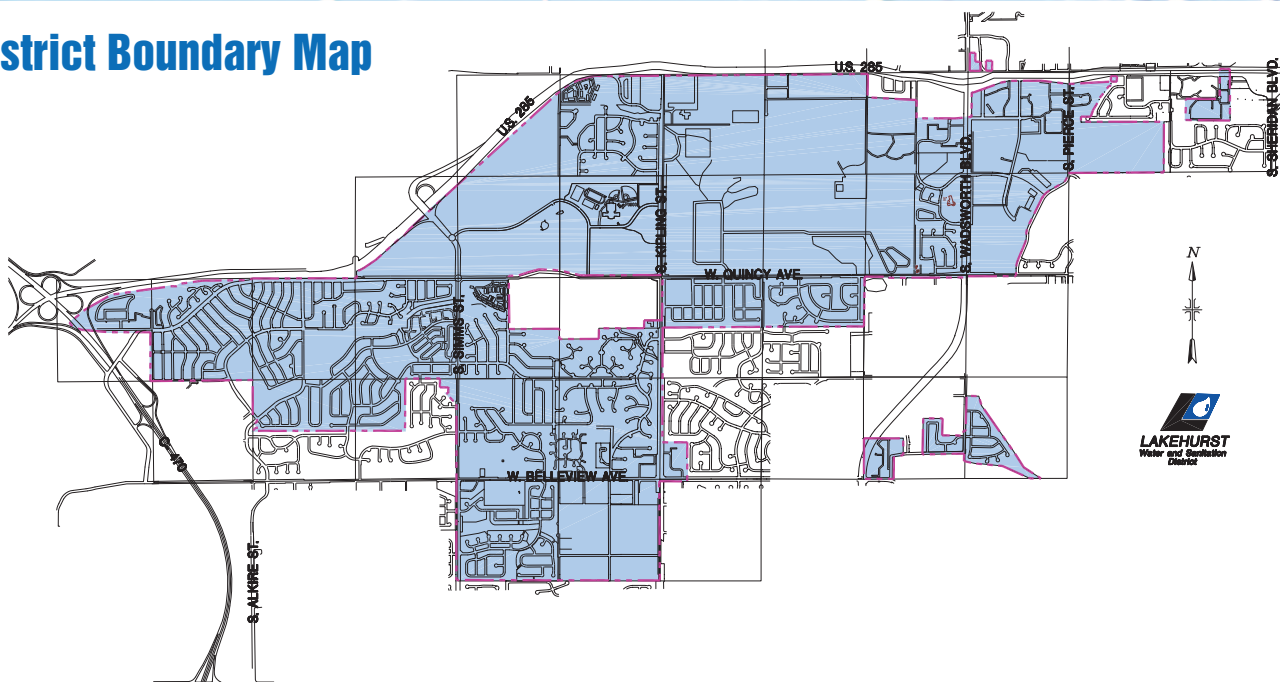 strict Boundary Map
U.S. 285
U.S. 285
S. PIERCE ST.
S. SHERIDAN BLVD.
S. KIPLING ST.
S. WADSWORTH BLVD.
W. QUINCY AVE.
N
S. SIMMS ST.
C-470
W. BELLEVIEW AVE.
S. ALKIRE ST.
LAKEHURST
Water and Sanitation
District